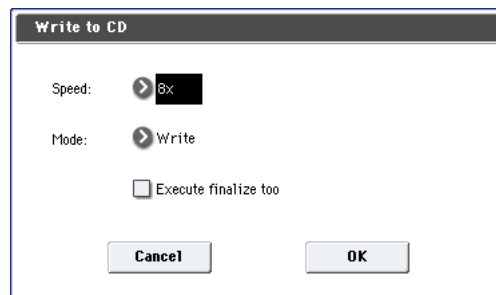 Write to CD
Speed: 8x
Mode: Write
Execute finalize too
Cancel OK